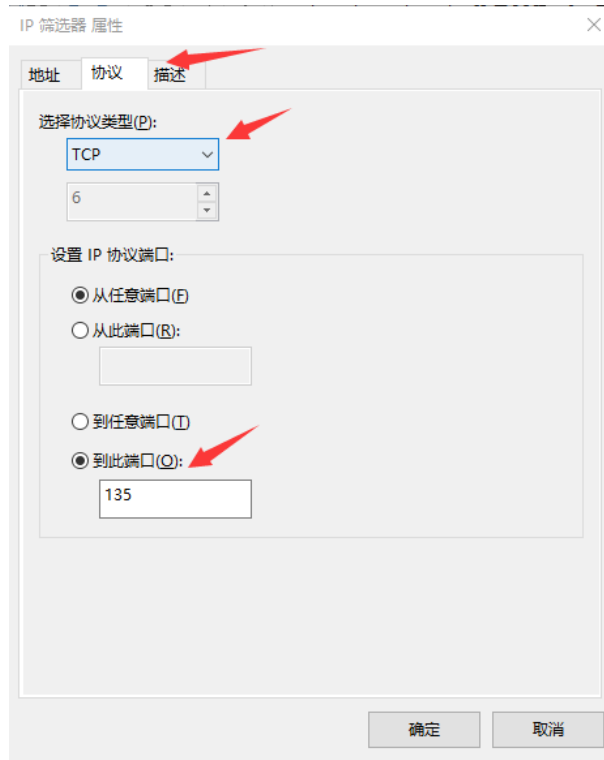 IP 筛选器 属性
地址 协议 描述
选择协议类型(P):
TCP
6
设置 IP 协议端口:
从任意端口(F)
从此端口(R):
到任意端口(T)
到此端口(O):
135
确定 取消